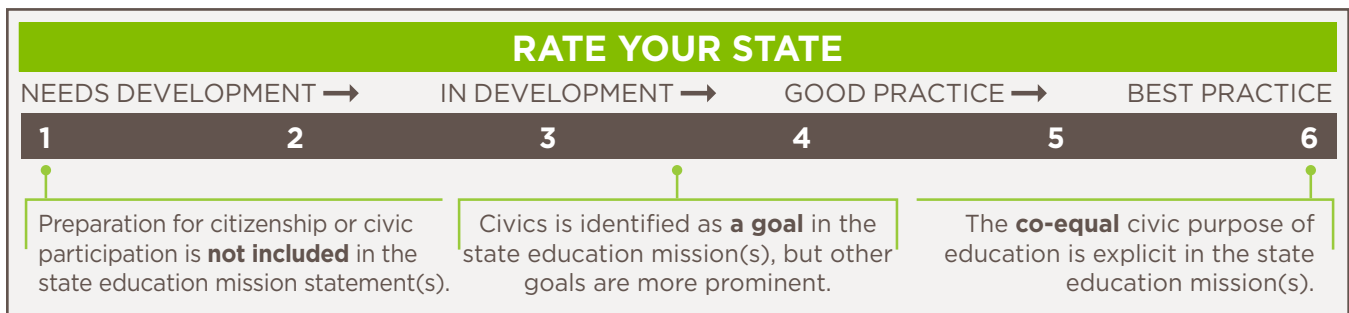 RATE YOUR STATE
NEEDS DEVELOPMENT → IN DEVELOPMENT → GOOD PRACTICE → BEST PRACTICE
1 2 3 4 5 6
Preparation for citizenship or civic
participation is not included in the
state education mission statement(s).
Civics is identified as a goal in the
state education mission(s), but other
goals are more prominent.
The co-equal civic purpose of
education is explicit in the state
education mission(s).